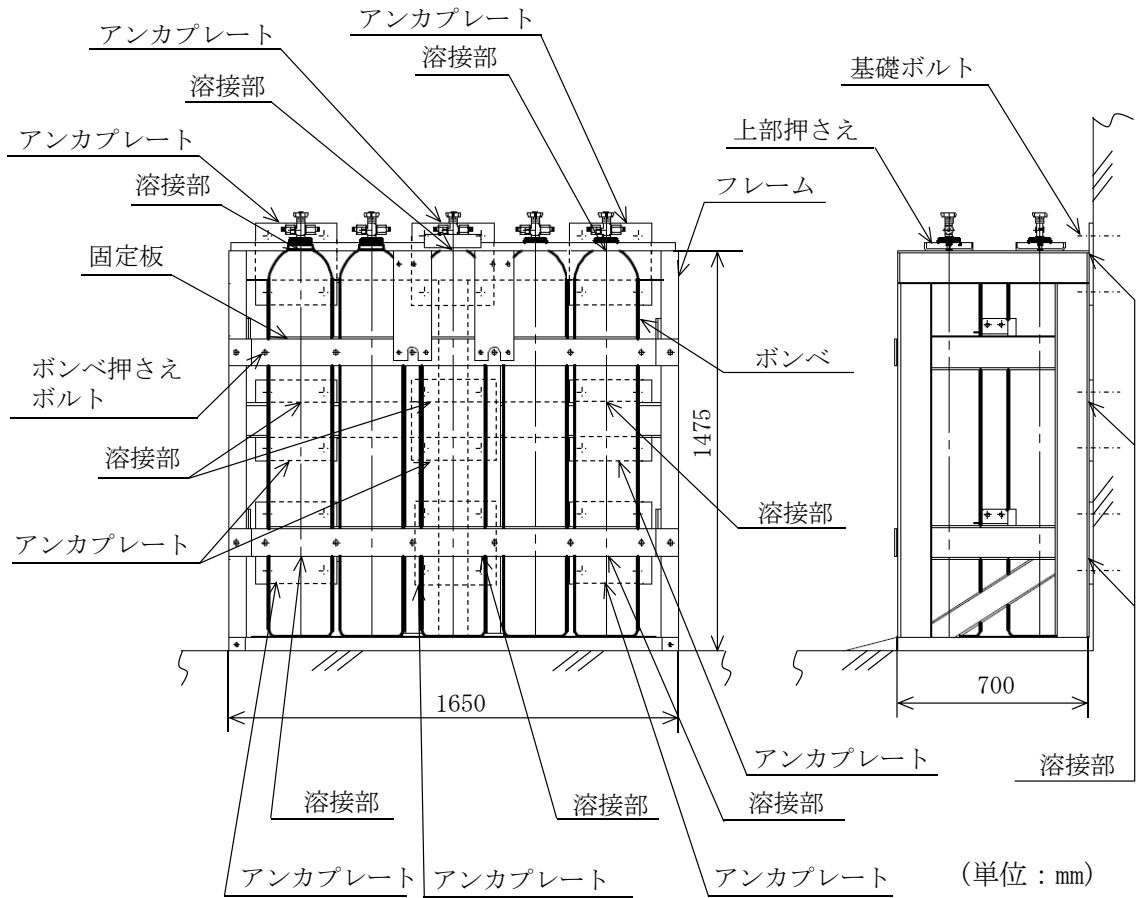 アンカプレート
アンカプレート
溶接部
溶接部
基礎ボルト
上部押さえ
アンカプレート
溶接部
フレーム
固定板
ボンベ押さえ
ボルト
ボンベ
1475
溶接部
溶接部
アンカプレート
700
1650
アンカプレート
溶接部
溶接部
溶接部
溶接部
アンカプレート
アンカプレート
アンカプレート
(単位:mm)